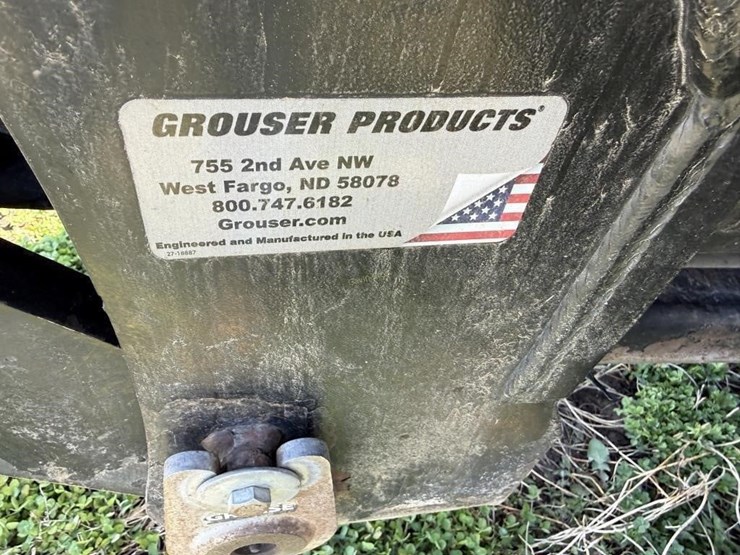 GROUSER PRODUCTS®
755 2nd Ave NW
West Fargo, ND 58078
800.747.6182
Grouser.com
Engineered and Manufactured in the USA